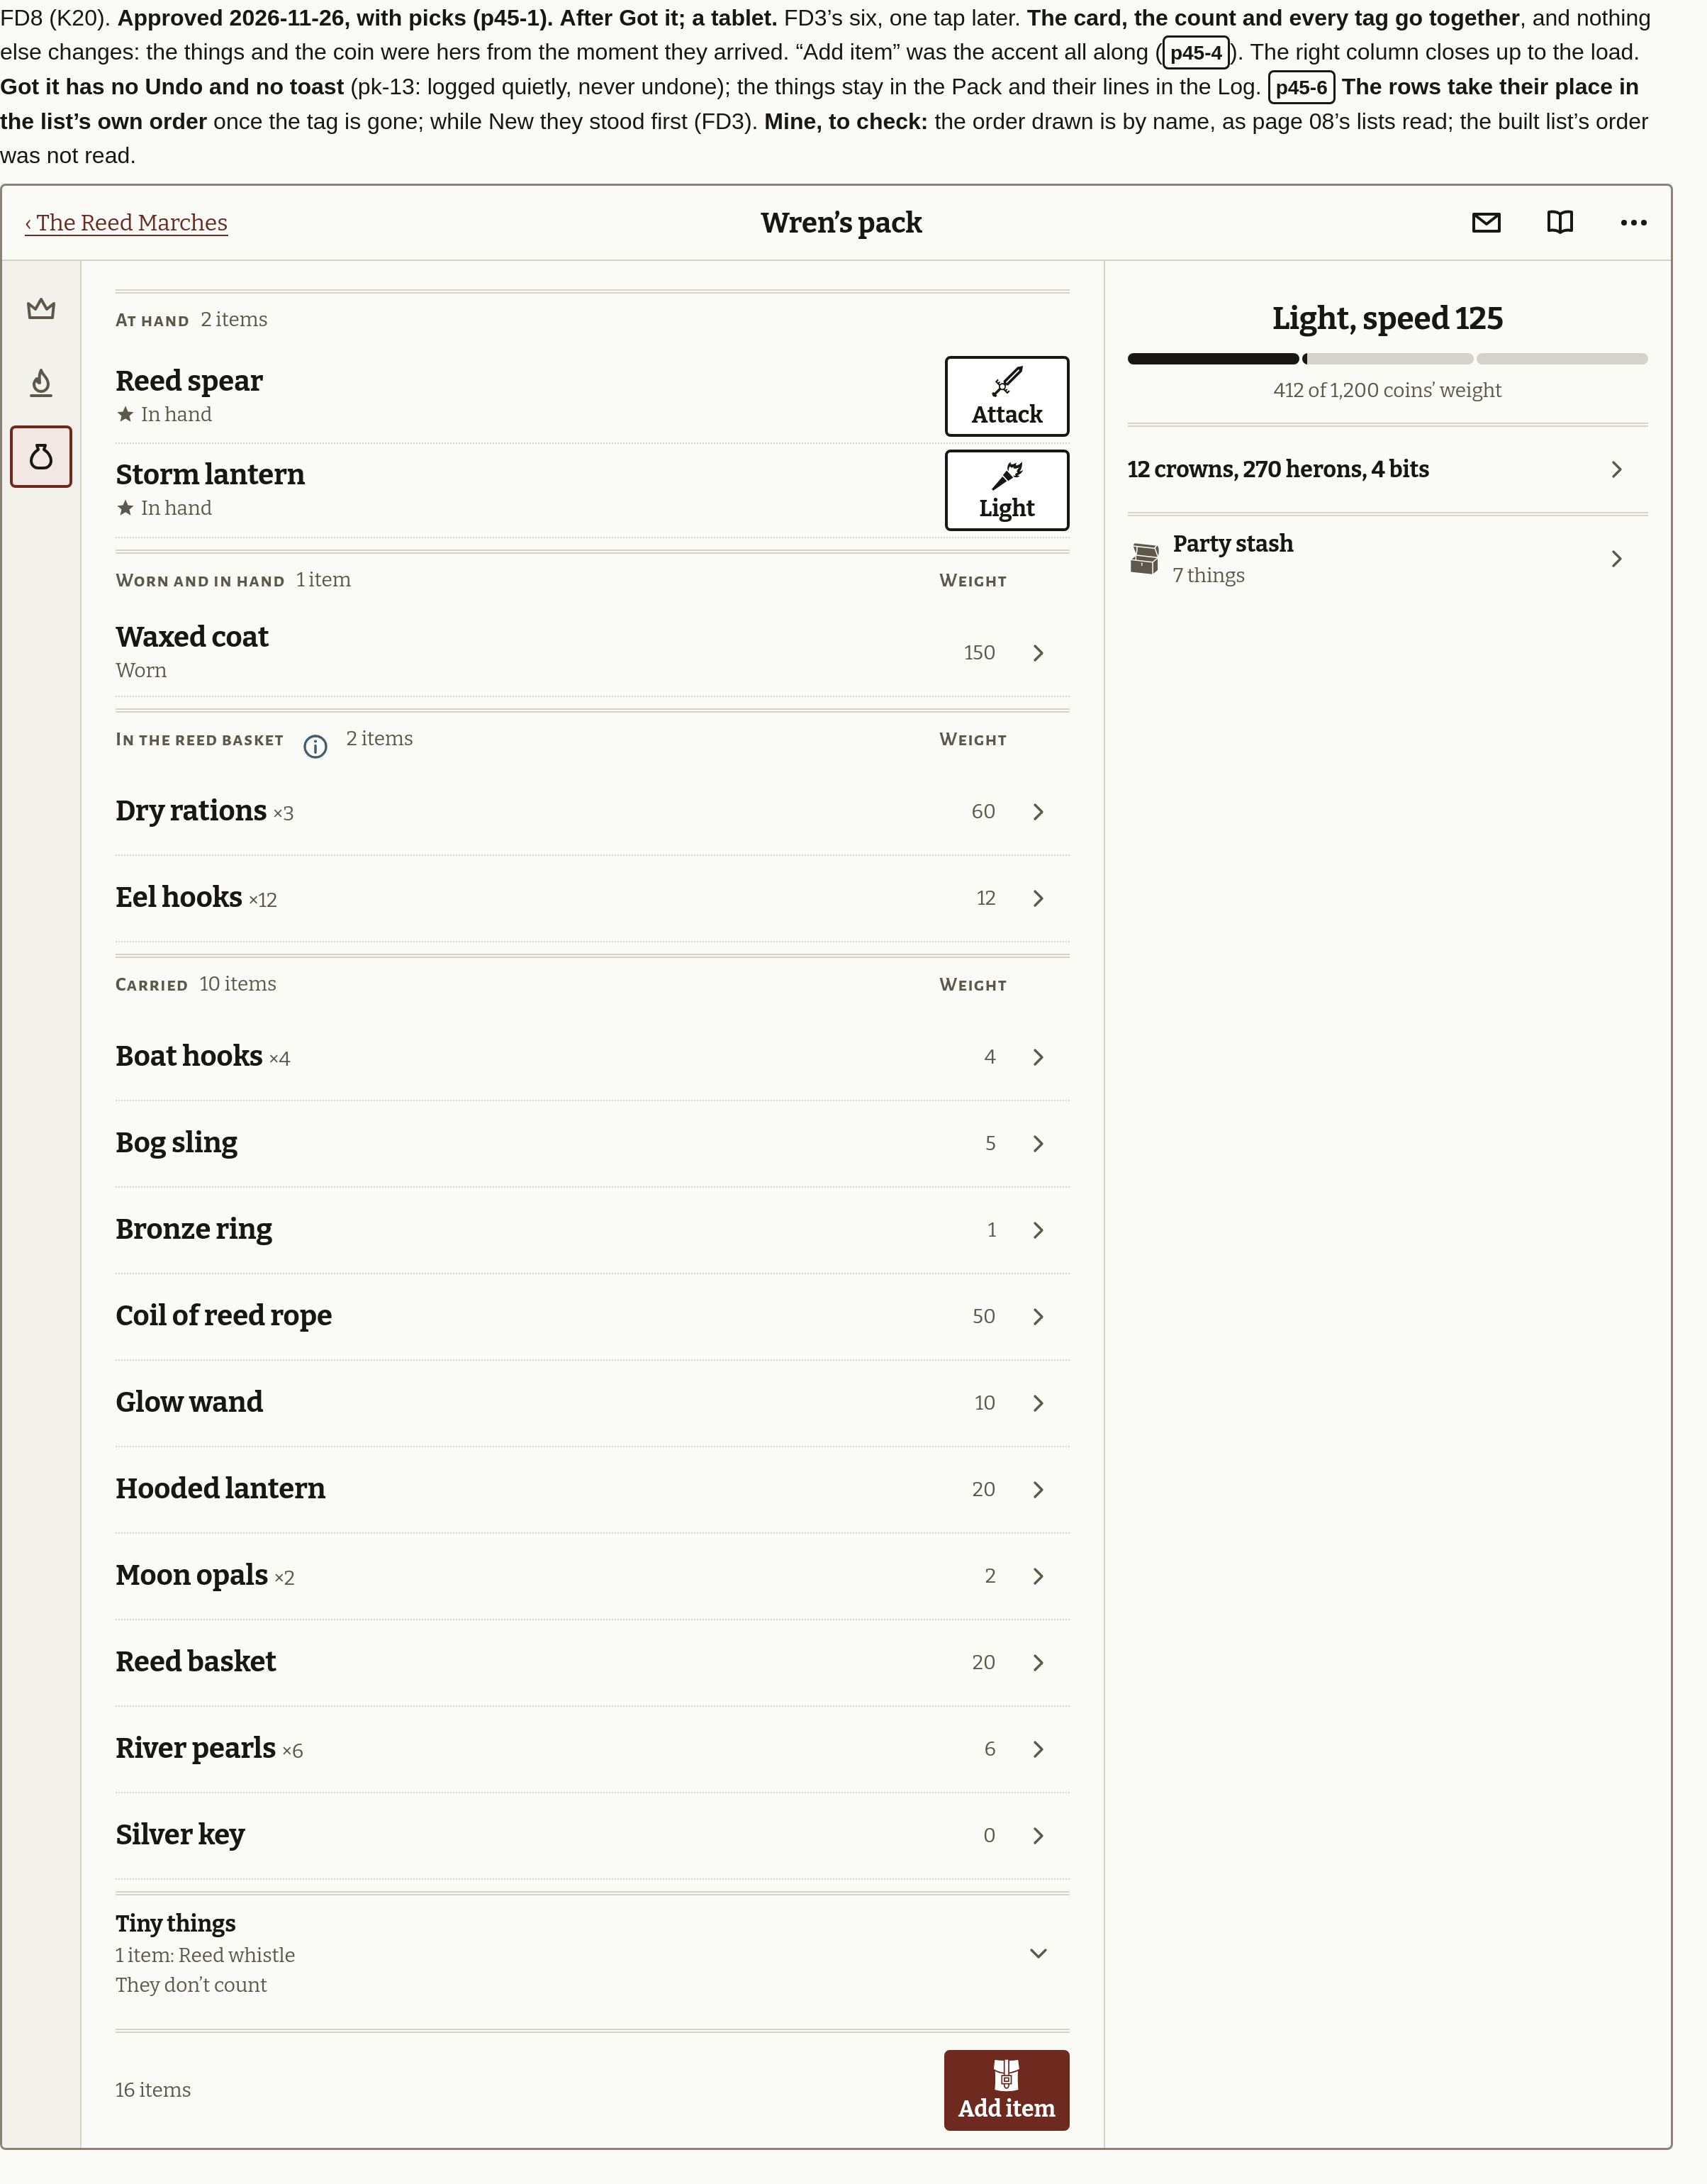 FD8 (K20). Approved 2026-11-26, with picks (p45-1). After Got it; a tablet. FD3’s six, one tap later. The card, the count and every tag go together, and nothing
else changes: the things and the coin were hers from the moment they arrived. “Add item” was the accent all along (p45-4). The right column closes up to the load.
Got it has no Undo and no toast (pk-13: logged quietly, never undone); the things stay in the Pack and their lines in the Log. p45-6 The rows take their place in
the list’s own order once the tag is gone; while New they stood first (FD3). Mine, to check: the order drawn is by name, as page 08’s lists read; the built list’s order
was not read.
‹ The Reed Marches
Wren’s pack
At hand 2 items
Reed spear
In hand
Attack
Storm lantern
In hand
Light
Worn and in hand 1 item Weight
Waxed coat
Worn
150
In the reed basket 2 items Weight
Dry rations ×3 60
Eel hooks ×12 12
Carried 10 items Weight
Boat hooks ×4 4
Bog sling 5
Bronze ring 1
Coil of reed rope 50
Glow wand 10
Hooded lantern 20
Moon opals ×2 2
Reed basket 20
River pearls ×6 6
Silver key 0
Tiny things
1 item: Reed whistle
They don’t count
16 items
Add item
Light, speed 125
412 of 1,200 coins’ weight
12 crowns, 270 herons, 4 bits
Party stash
7 things